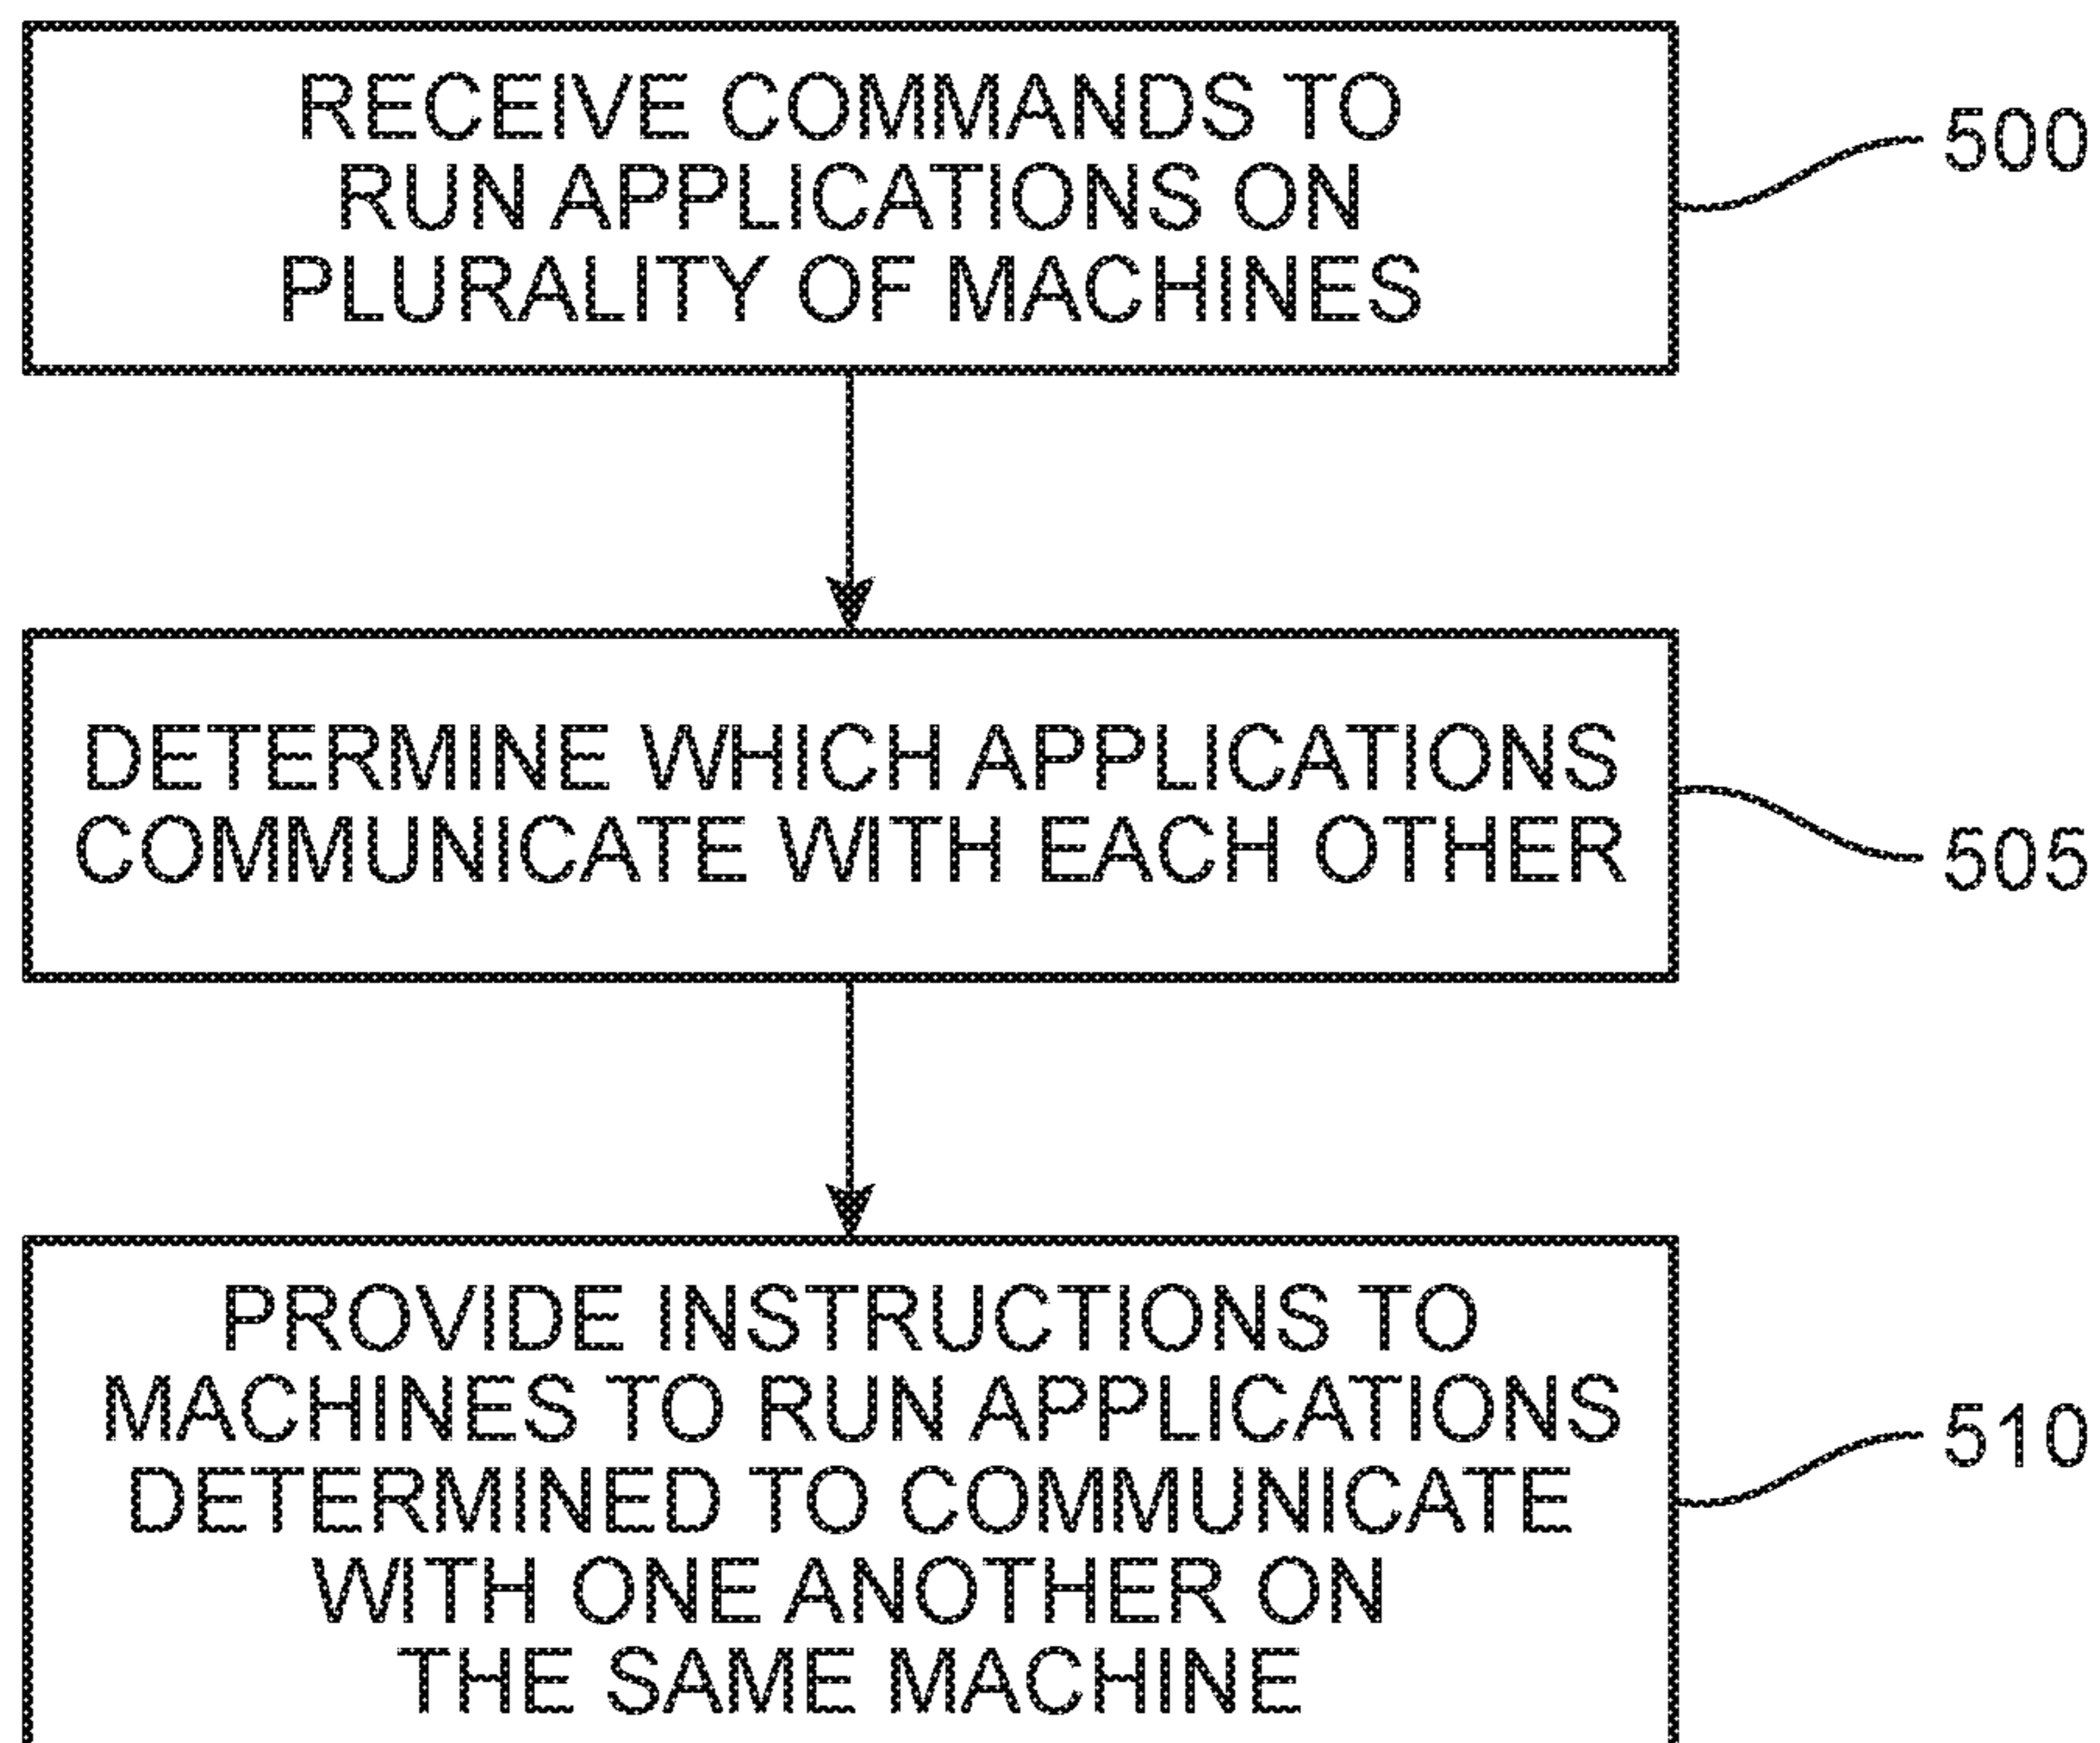 RECEIVE COMMANDS TO
RUN APPLICATIONS ON
PLURALITY OF MACHINES
500
DETERMINE WHICH APPLICATIONS
COMMUNICATE WITH EACH OTHER
505
PROVIDE INSTRUCTIONS TO
MACHINES TO RUN APPLICATIONS
DETERMINED TO COMMUNICATE
WITH ONE ANOTHER ON
THE SAME MACHINE
510